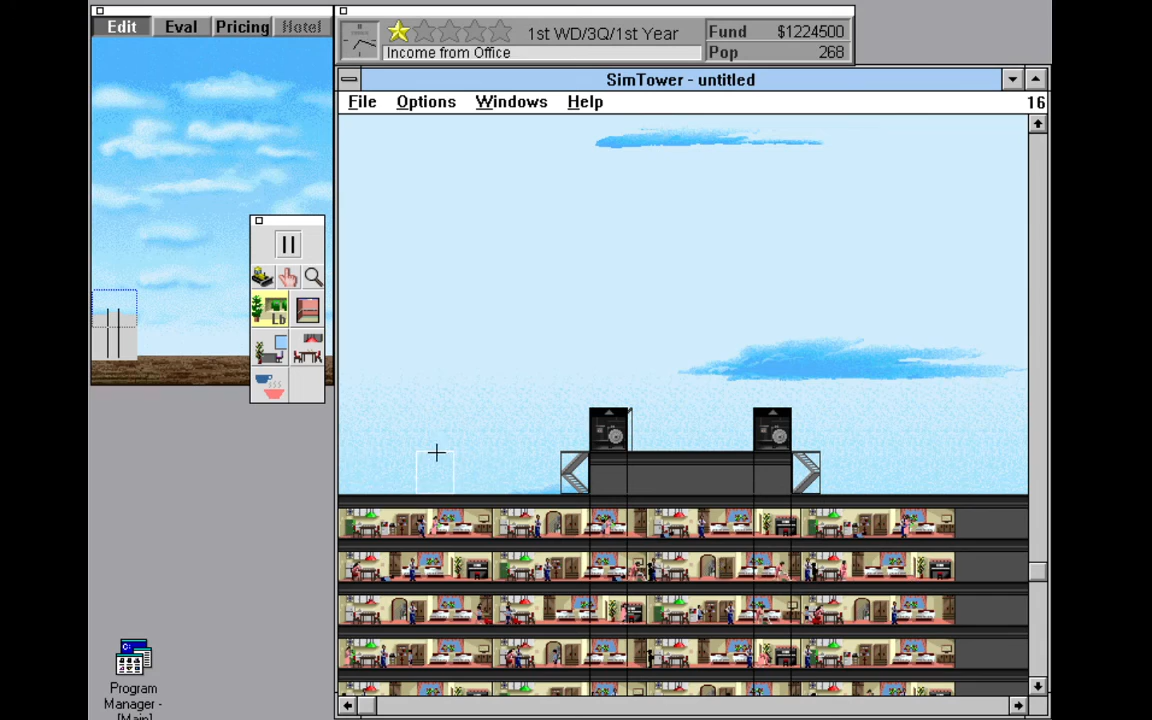 Edit Eval Pricing Hotel
1st WD/3Q/1st Year
Income from Office
Fund $1224500
Pop 268
SimTower - untitled
File Options Windows Help 16
Lb
C:\
Program
Manager -
[Main]